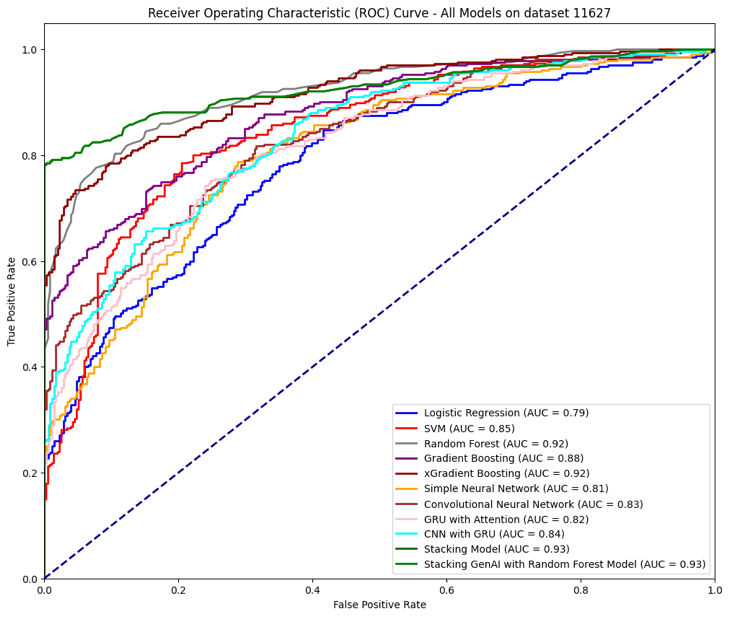 Receiver Operating Characteristic (ROC) Curve - All Models on dataset 11627
1.0
0.8
0.6
0.4
0.2
0.0
True Positive Rate
Logistic Regression (AUC = 0.79)
SVM (AUC = 0.85)
Random Forest (AUC = 0.92)
Gradient Boosting (AUC = 0.88)
xGradient Boosting (AUC = 0.92)
Simple Neural Network (AUC = 0.81)
Convolutional Neural Network (AUC = 0.83)
GRU with Attention (AUC = 0.82)
CNN with GRU (AUC = 0.84)
Stacking Model (AUC = 0.93)
Stacking GenAI with Random Forest Model (AUC = 0.93)
0.0 0.2 0.4 0.6 0.8 1.0
False Positive Rate